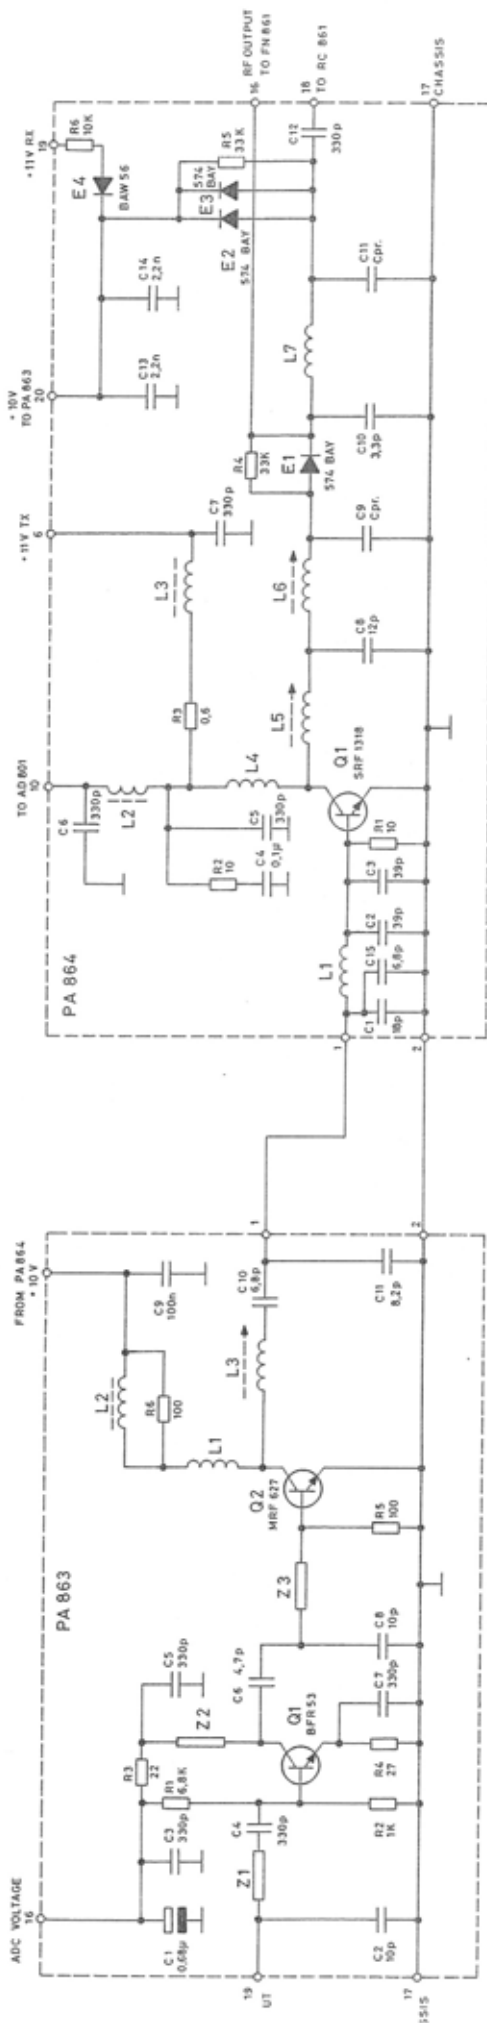 ADC VOLTAGE
16
FROM PA 864
+ 10 V
PA 863
C1
0,68µ
C3
330p
R3
22
R1
6,8K
C5
330p
Z2
Z1
C4
330p
C6 4,7p
Q1
BFR 53
C2
10p
R2
1K
R4
27
C7
330p
C8
10p
Z3
Q2
MRF 627
R5
100
L1
L2
R6
100
C9
100n
L3
C10
6,8p
C11
8,2p
19
UT
17
SSIS
1
2
PA 864
TO AD 801
10
+11V TX
6
+ 10V
TO PA 863
20
+11V RX
19
RF OUTPUT
TO FN 861
16
18
TO RC 861
17
CHASSIS
1
2
C1
18p
C15
6,8p
L1
C2
39p
C3
39p
R1
10
Q1
SRF 1318
C6
330p
L2
R2
10
C4
0,1µ
C5
330p
L4
R3
0,6
L3
C7
330p
L5
L6
C8
12p
C9
Cpr.
R4
33K
E1
574 BAY
C10
3,3p
L7
C11
Cpr.
C13
2,2n
C14
2,2n
E4
BAW 56
R6
10K
E2
574 BAY
E3
574
BAY
R5
33K
C12
330p